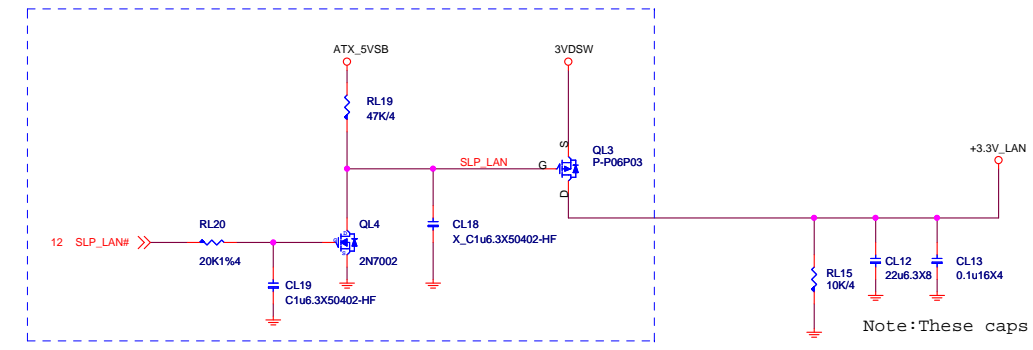 ATX_5VSB
3VDSW
RL19
47K/4
SLP_LAN
G
S
D
QL3
P-P06P03
+3.3V_LAN
12 SLP_LAN#
RL20
20K1%4
QL4
2N7002
CL18
X_C1u6.3X50402-HF
CL19
C1u6.3X50402-HF
RL15
10K/4
CL12
22u6.3X8
CL13
0.1u16X4
Note:These caps